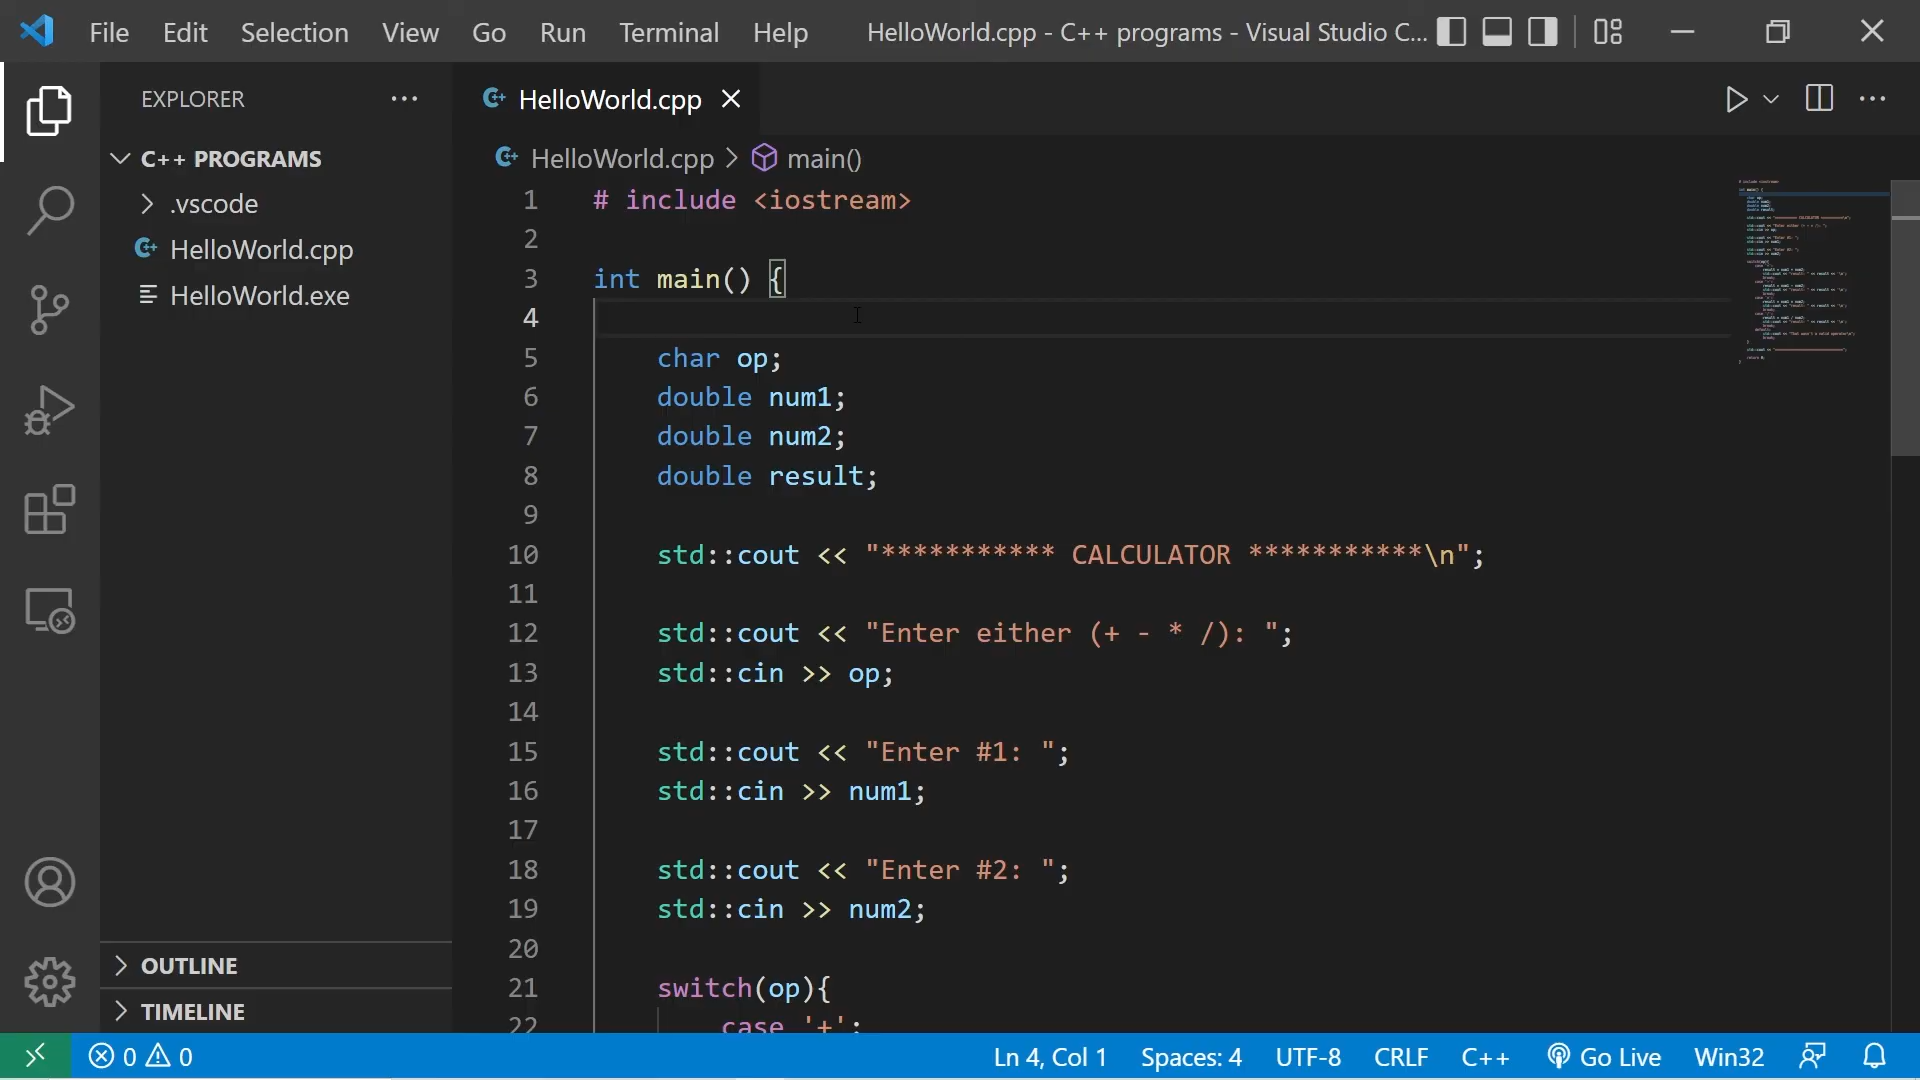 File Edit Selection View Go Run Terminal Help HelloWorld.cpp - C++ programs - Visual Studio C...
EXPLORER
C++ PROGRAMS
.vscode
HelloWorld.cpp
HelloWorld.exe
OUTLINE
TIMELINE
HelloWorld.cpp
HelloWorld.cpp > main()
1 # include <iostream>
2
3 int main() {
4
5 char op;
6 double num1;
7 double num2;
8 double result;
9
10 std::cout << "*********** CALCULATOR ***********\n";
11
12 std::cout << "Enter either (+ - * /): ";
13 std::cin >> op;
14
15 std::cout << "Enter #1: ";
16 std::cin >> num1;
17
18 std::cout << "Enter #2: ";
19 std::cin >> num2;
20
21 switch(op){
22 case '+':
0 0 Ln 4, Col 1 Spaces: 4 UTF-8 CRLF C++ Go Live Win32